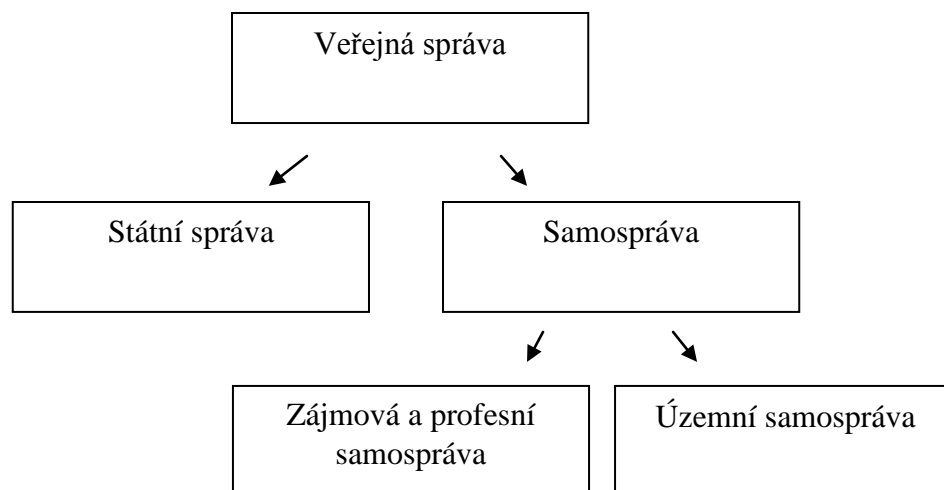 Veřejná správa
Státní správa
Samospráva
Zájmová a profesní
samospráva
Územní samospráva